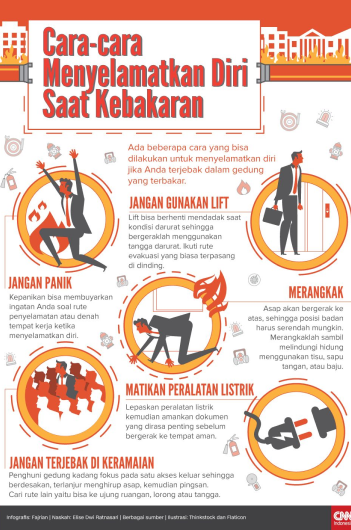 Cara-cara
Menyelamatkan Diri
Saat Kebakaran
Ada beberapa cara yang bisa
dilakukan untuk menyelamatkan diri
jika Anda terjebak dalam gedung
yang terbakar.
JANGAN GUNAKAN LIFT
Lift bisa berhenti mendadak saat
kondisi darurat sehingga
bergeraklah menggunakan
tangga darurat. Ikuti rute
evakuasi yang biasa terpasang
di dinding.
JANGAN PANIK
Kepanikan bisa membuyarkan
ingatan Anda soal rute
penyelamatan atau denah
tempat kerja ketika
menyelamatkan diri.
MERANGKAK
Asap akan bergerak ke
atas, sehingga posisi badan
harus serendah mungkin.
Merangkaklah sambil
melindungi hidung
menggunakan tisu, sapu
tangan, atau baju.
MATIKAN PERALATAN LISTRIK
Lepaskan peralatan listrik
kemudian amankan dokumen
yang dirasa penting sebelum
bergerak ke tempat aman.
JANGAN TERJEBAK DI KERAMAIAN
Penghuni gedung kadang fokus pada satu akses keluar sehingga
berdesakan, terlanjur menghirup asap, kemudian pingsan.
Cari rute lain yaitu bisa ke ujung ruangan, lorong atau tangga.
Infografis: Fajrian | Naskah: Elise Dwi Ratnasari | Berbagai sumber | ilustrasi: Thinkstock dan Flaticon
CNN
Indonesia